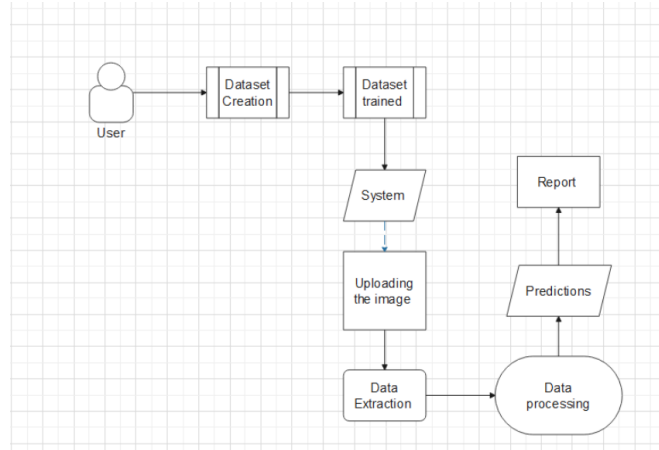 User
Dataset
Creation
Dataset
trained
System
Uploading
the image
Data
Extraction
Data
processing
Predictions
Report